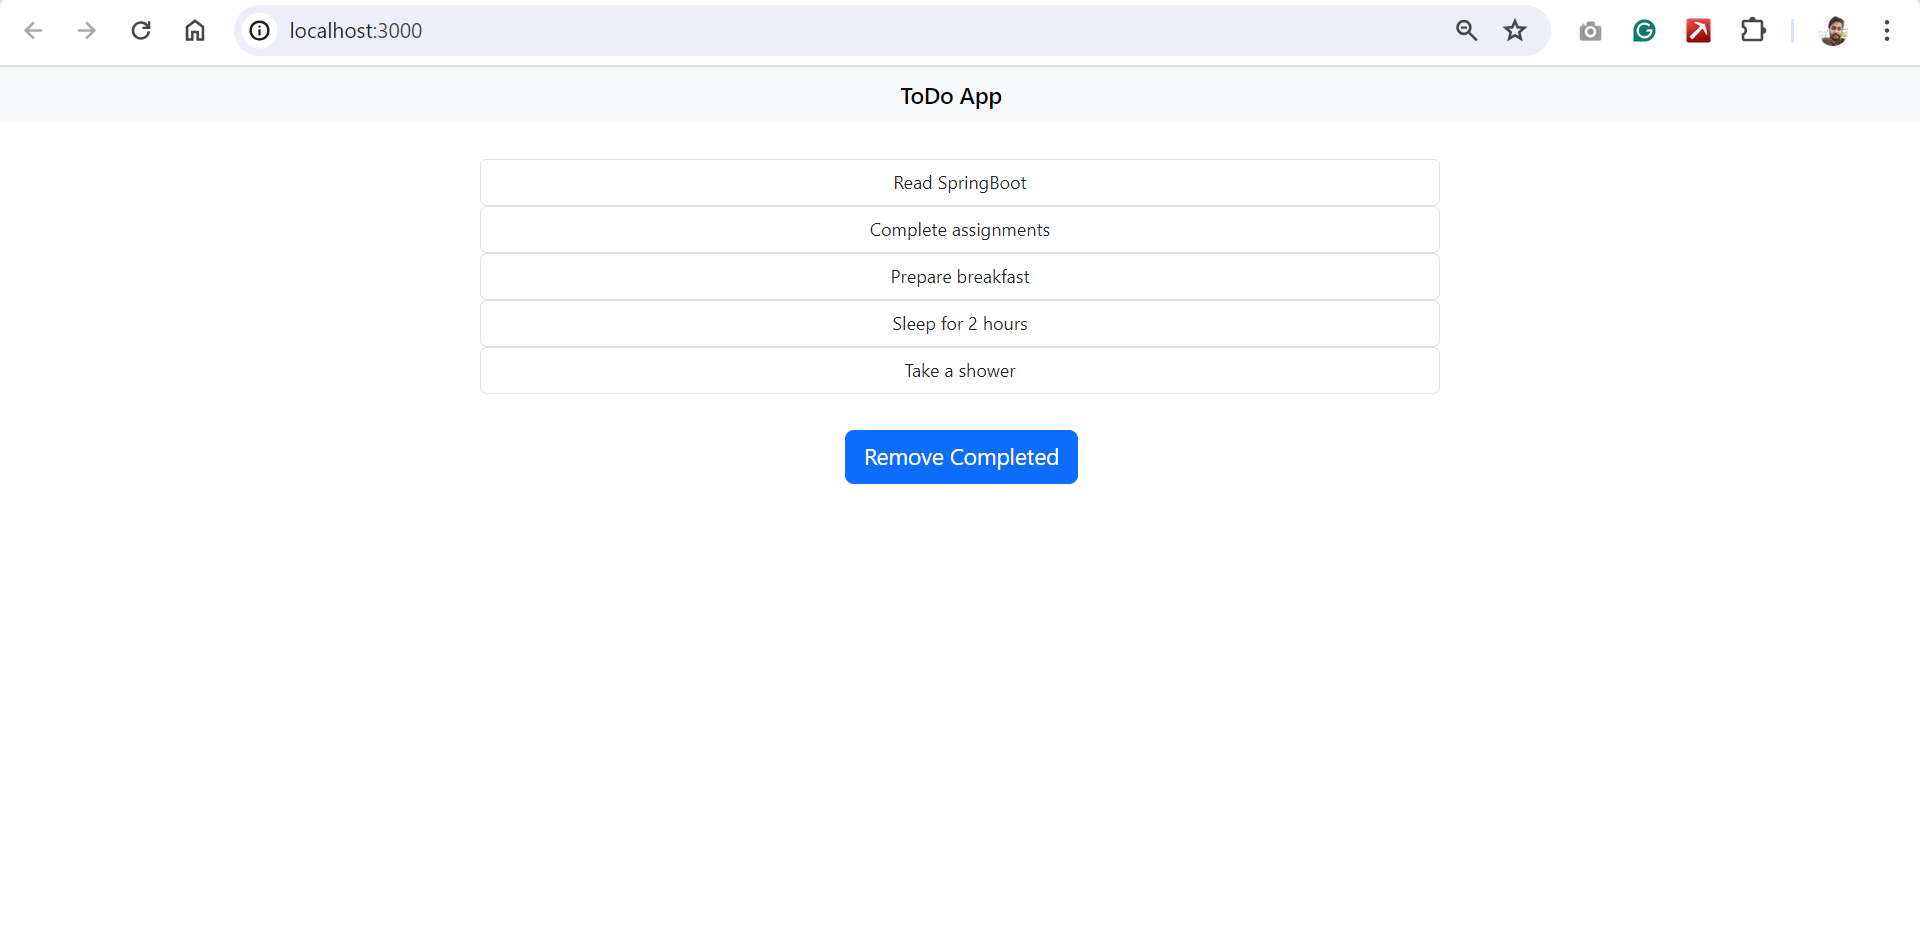 localhost:3000
ToDo App
Read SpringBoot
Complete assignments
Prepare breakfast
Sleep for 2 hours
Take a shower
Remove Completed